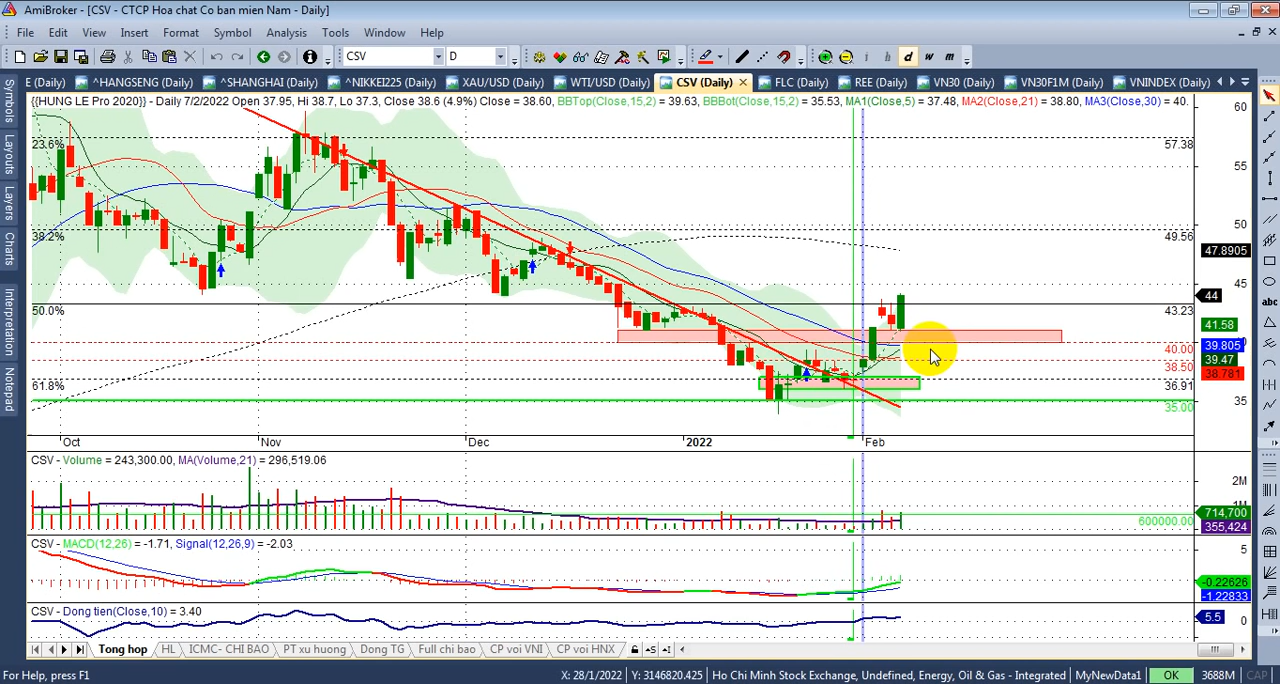 AmiBroker - [CSV - CTCP Hoa chat Co ban mien Nam - Daily]
File Edit View Insert Format Symbol Analysis Tools Window Help
CSV D i h d w m
E (Daily) ^HANGSENG (Daily) ^SHANGHAI (Daily) ^NIKKEI225 (Daily) XAU/USD (Daily) WTI/USD (Daily) CSV (Daily) FLC (Daily) REE (Daily) VN30 (Daily) VN30F1M (Daily) VNINDEX (Daily)
{{HUNG LE Pro 2020}} - Daily 7/2/2022 Open 37.95, Hi 38.7, Lo 37.3, Close 38.6 (4.9%) Close = 38.60, BBTop(Close,15,2) = 39.63, BBBot(Close,15,2) = 35.53, MA1(Close,5) = 37.48, MA2(Close,21) = 38.80, MA3(Close,30) = 40.
Symbols
Layouts
Layers
Charts
Interpretation
Notepad
60
23.6% 57.38
55
50
38.2% 49.56
47.8905
45
44
50.0% 43.23
41.58
40.00 39.805
38.50 39.47
38.781
61.8% 36.91
35
35.00
Oct Nov Dec 2022 Feb
CSV - Volume = 243,300.00, MA(Volume,21) = 296,519.06
2M
1M
714,700
600000.00 355,424
CSV - MACD(12,26) = -1.71, Signal(12,26,9) = -2.03
5
-0.22626
-1.22833
CSV - Dong tien(Close,10) = 3.40
5.5 0
Tong hop HL ICMC- CHI BAO PT xu huong Dong TG Full chi bao CP voi VNI CP voi HNX
abc
For Help, press F1 X: 28/1/2022 Y: 3146820.425 Ho Chi Minh Stock Exchange, Undefined, Energy, Oil & Gas - Integrated MyNewData1 OK 3688M CAP